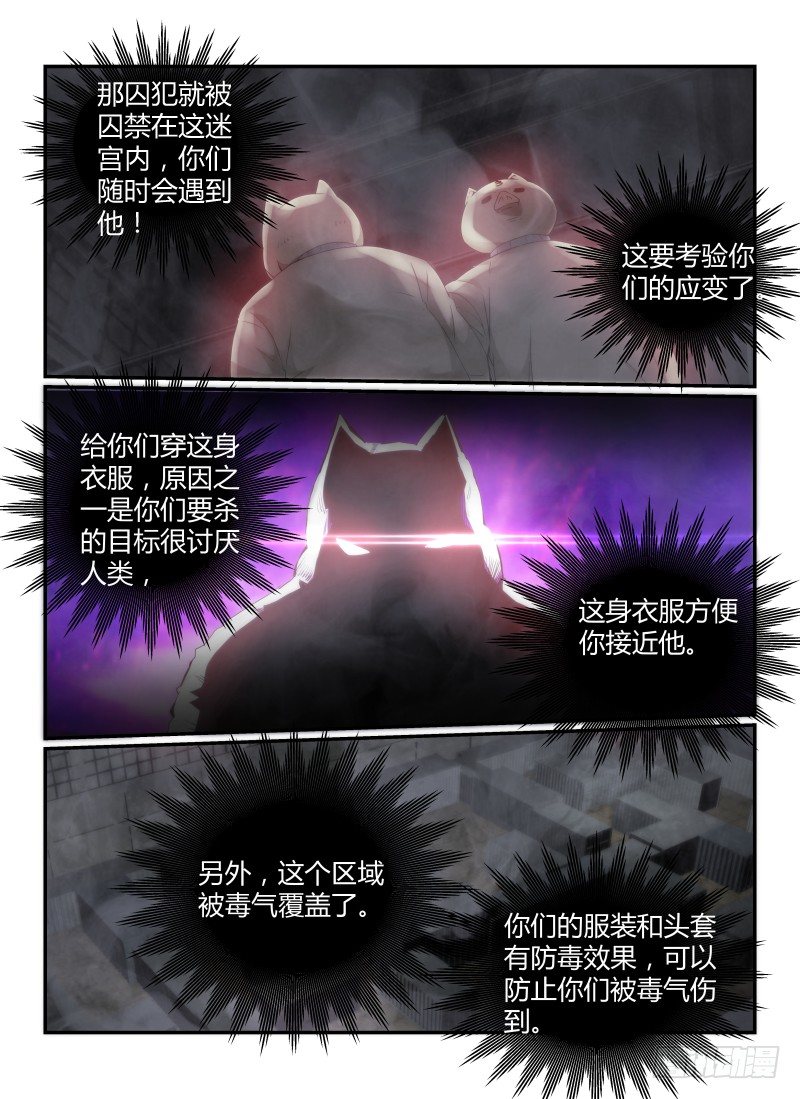 那囚犯就被
囚禁在这迷
宫内，你们
随时会遇到
他！
这要考验你
们的应变了
给你们穿这身
衣服，原因之
一是你们要杀
的目标很讨厌
人类，
这身衣服方便
你接近他。
另外，这个区域
被毒气覆盖了。
你们的服装和头套
有防毒效果，可以
防止你们被毒气伤
到。